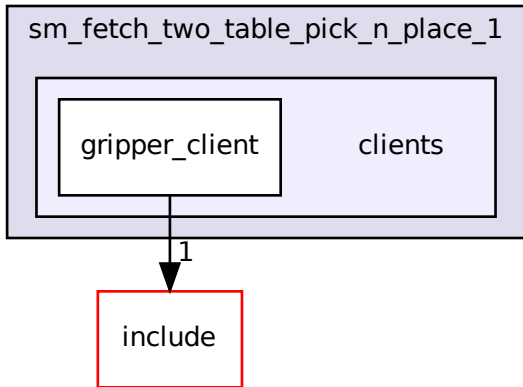 sm_fetch_two_table_pick_n_place_1
gripper_client
clients
1
include